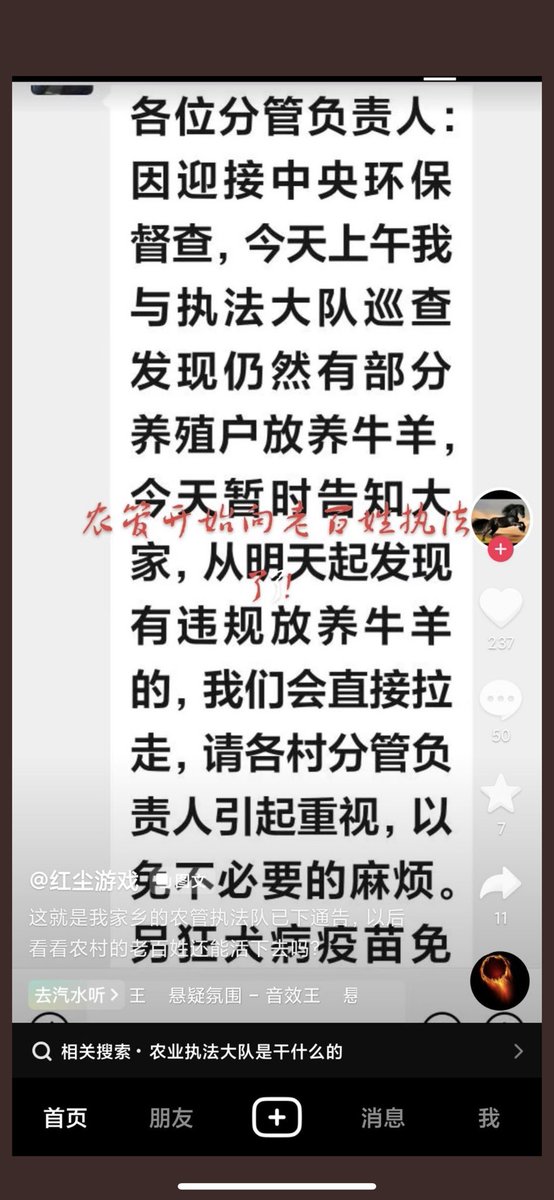 各位分管负责人：
因迎接中央环保
督查，今天上午我
与执法大队巡查
发现仍然有部分
养殖户放养牛羊，
今天暂时告知大
农管开始向老百姓执法
家，从明天起发现
了！
有违规放养牛羊
的，我们会直接拉
走，请各村分管负
责人引起重视，以
免不必要的麻烦。
另狂犬病疫苗免
237
50
7
11
@红尘游戏 图文
这就是我家乡的农管执法队已下通告，以后
看看农村的老百姓还能活下去吗？
去汽水听 王 悬疑氛围 - 音效王 悬
相关搜索·农业执法大队是干什么的
首页 朋友 消息 我